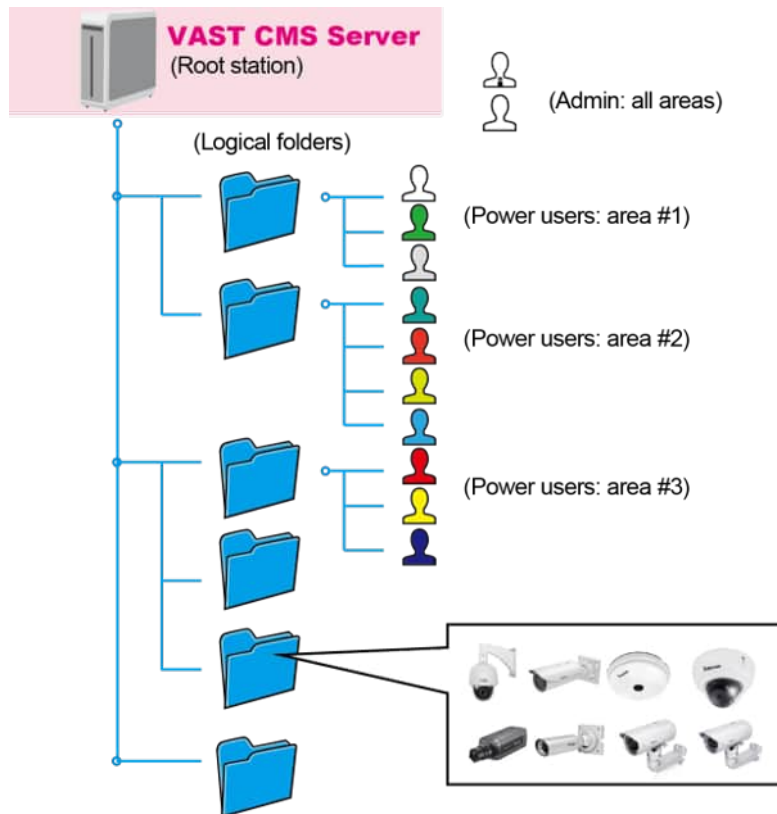 VAST CMS Server
(Root station)
(Admin: all areas)
(Logical folders)
(Power users: area #1)
(Power users: area #2)
(Power users: area #3)